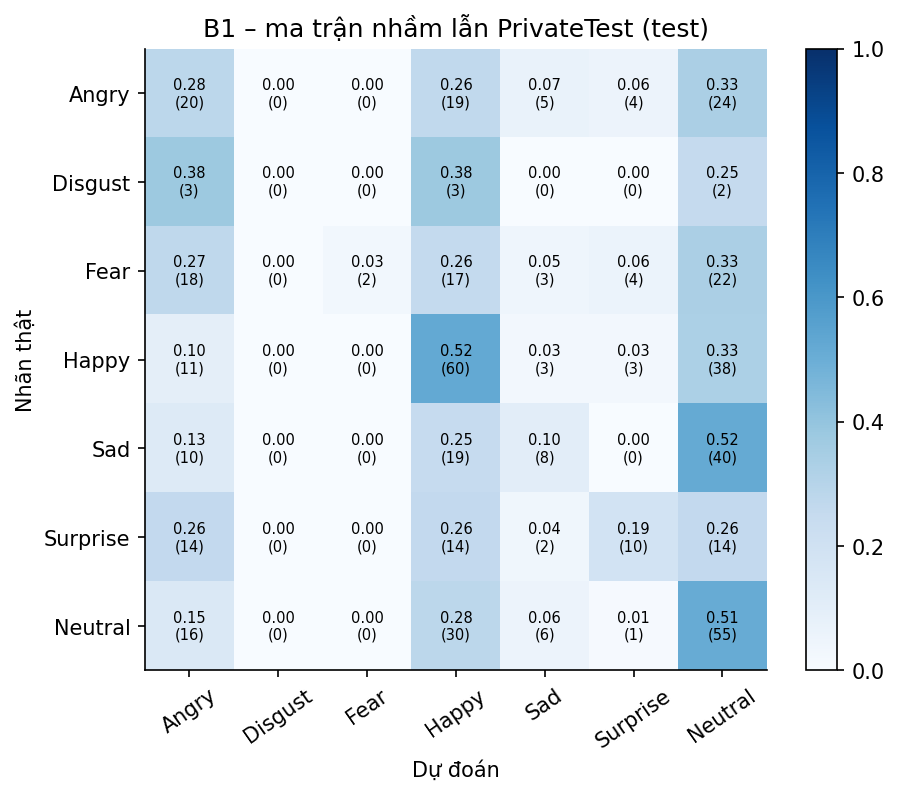 B1 – ma trận nhầm lẫn PrivateTest (test)
Nhãn thật
Angry
0.28 0.00 0.00 0.26 0.07 0.06 0.33
(20) (0) (0) (19) (5) (4) (24)
Disgust
0.38 0.00 0.00 0.38 0.00 0.00 0.25
(3) (0) (0) (3) (0) (0) (2)
Fear
0.27 0.00 0.03 0.26 0.05 0.06 0.33
(18) (0) (2) (17) (3) (4) (22)
Happy
0.10 0.00 0.00 0.52 0.03 0.03 0.33
(11) (0) (0) (60) (3) (3) (38)
Sad
0.13 0.00 0.00 0.25 0.10 0.00 0.52
(10) (0) (0) (19) (8) (0) (40)
Surprise
0.26 0.00 0.00 0.26 0.04 0.19 0.26
(14) (0) (0) (14) (2) (10) (14)
Neutral
0.15 0.00 0.00 0.28 0.06 0.01 0.51
(16) (0) (0) (30) (6) (1) (55)
Angry Disgust Fear Happy Sad Surprise Neutral
Dự đoán
1.0
0.8
0.6
0.4
0.2
0.0